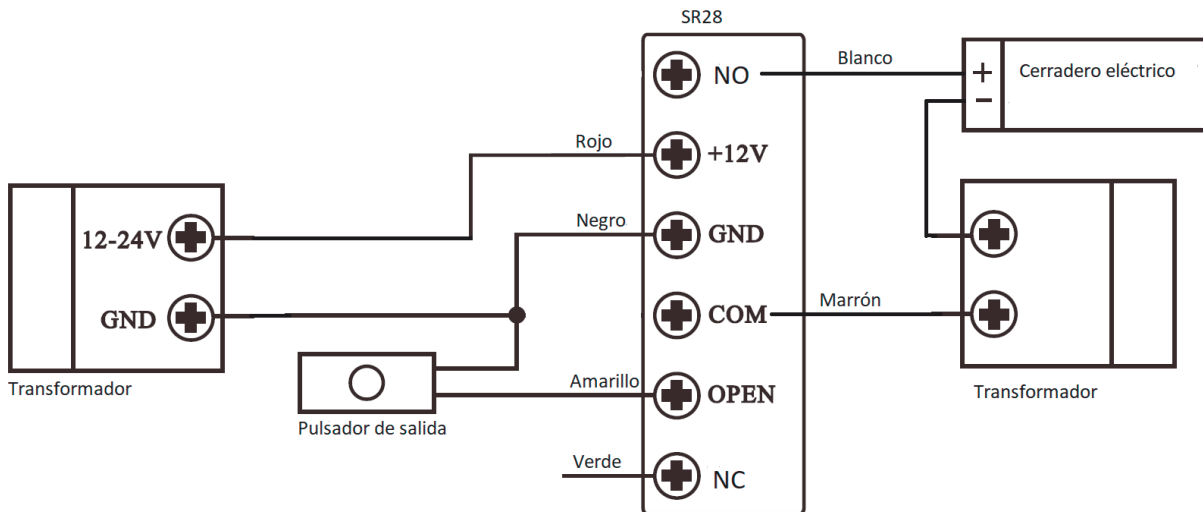 SR28
NO
Blanco
+
Cerradero eléctrico
-
Rojo
+12V
12-24V
Negro
GND
GND
COM
Marrón
Transformador
Amarillo
OPEN
Transformador
Pulsador de salida
Verde
NC